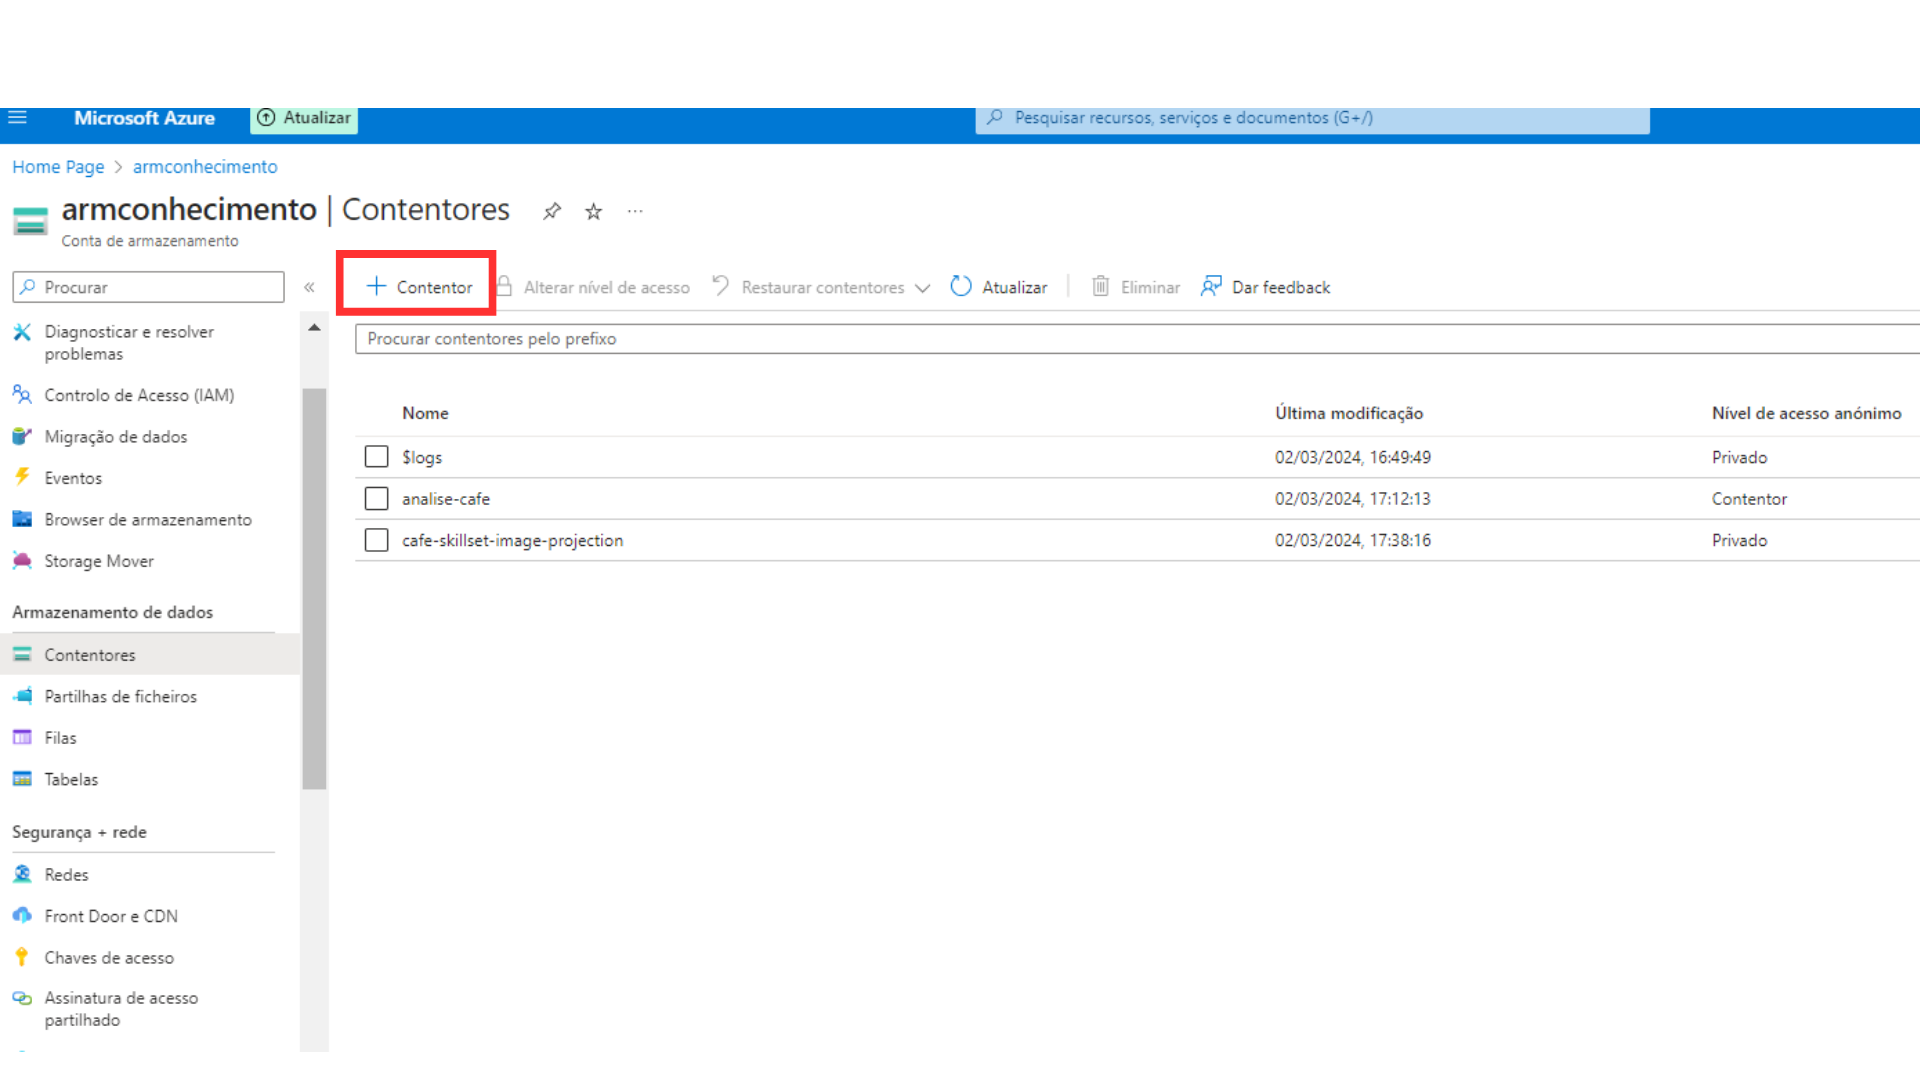 Microsoft Azure
Atualizar
Pesquisar recursos, serviços e documentos (G+/)
Home Page > armconhecimento
armconhecimento | Contentores
Conta de armazenamento
Procurar
Contentor
Alterar nível de acesso
Restaurar contentores
Atualizar
Eliminar
Dar feedback
Diagnosticar e resolver
problemas
Controlo de Acesso (IAM)
Migração de dados
Eventos
Browser de armazenamento
Storage Mover
Armazenamento de dados
Contentores
Partilhas de ficheiros
Filas
Tabelas
Segurança + rede
Redes
Front Door e CDN
Chaves de acesso
Assinatura de acesso
partilhado
Procurar contentores pelo prefixo
Nome Última modificação Nível de acesso anónimo
$logs 02/03/2024, 16:49:49 Privado
analise-cafe 02/03/2024, 17:12:13 Contentor
cafe-skillset-image-projection 02/03/2024, 17:38:16 Privado